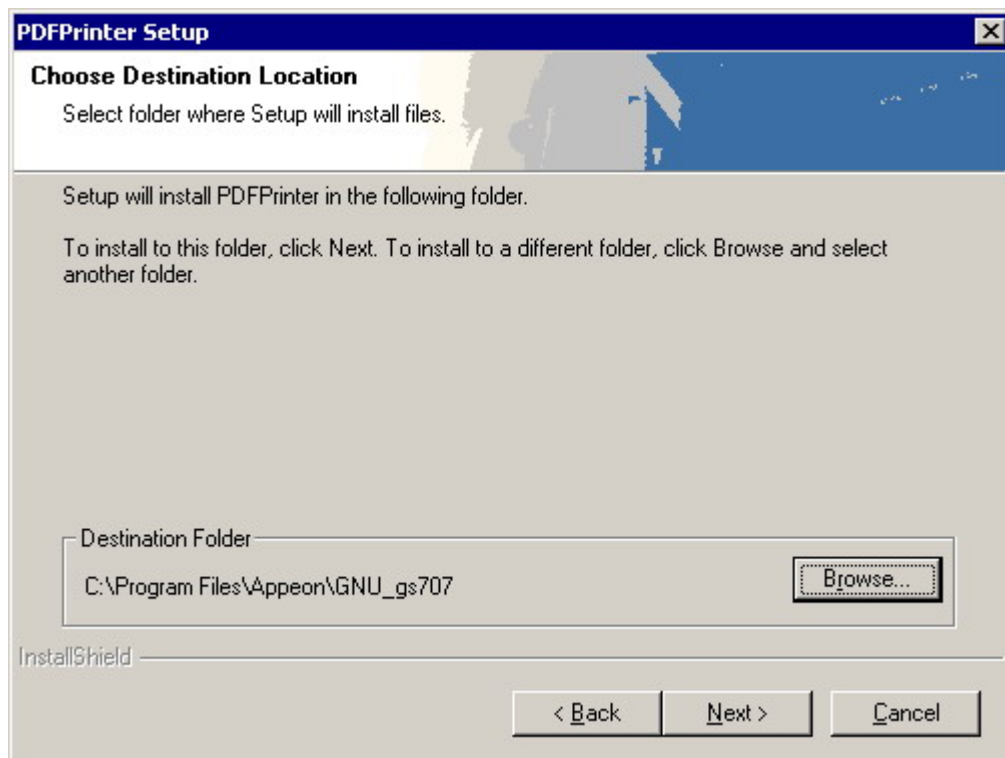 PDFPrinter Setup
Choose Destination Location
Select folder where Setup will install files.
Setup will install PDFPrinter in the following folder.
To install to this folder, click Next. To install to a different folder, click Browse and select
another folder.
Destination Folder
C:\Program Files\Appeon\GNU_gs707
Browse...
InstallShield
< Back
Next >
Cancel